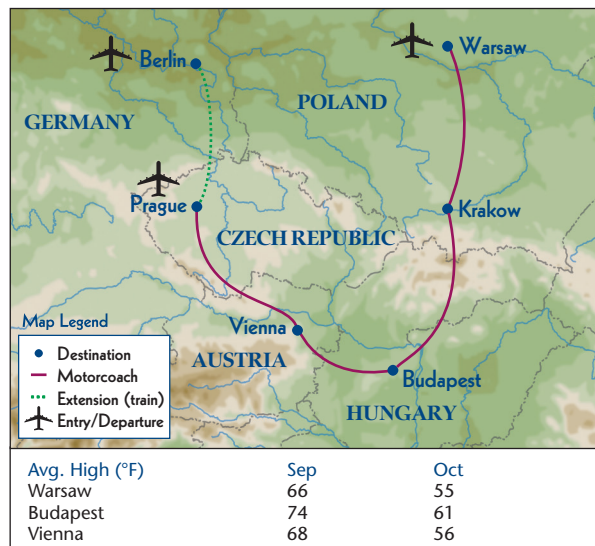 Berlin
Warsaw
POLAND
GERMANY
Prague
Krakow
CZECH REPUBLIC
Map Legend
Vienna
Destination
AUSTRIA
Motorcoach
Budapest
Extension (train)
HUNGARY
Entry/Departure
Avg. High (°F) Sep Oct
Warsaw 66 55
Budapest 74 61
Vienna 68 56